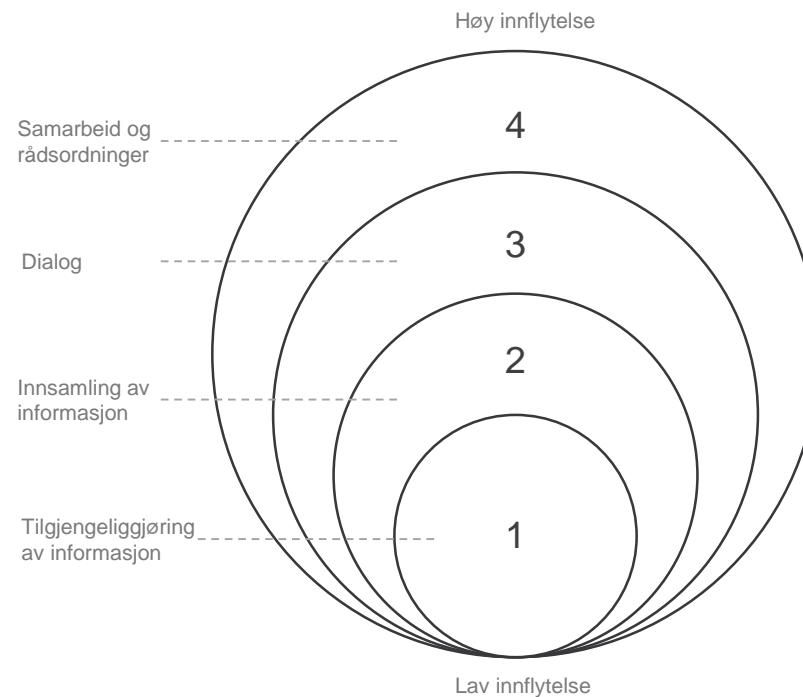 Høy innflytelse
Samarbeid og
rådsordninger
4
Dialog
3
Innsamling av
informasjon
2
Tilgjengeliggjøring
av informasjon
1
Lav innflytelse